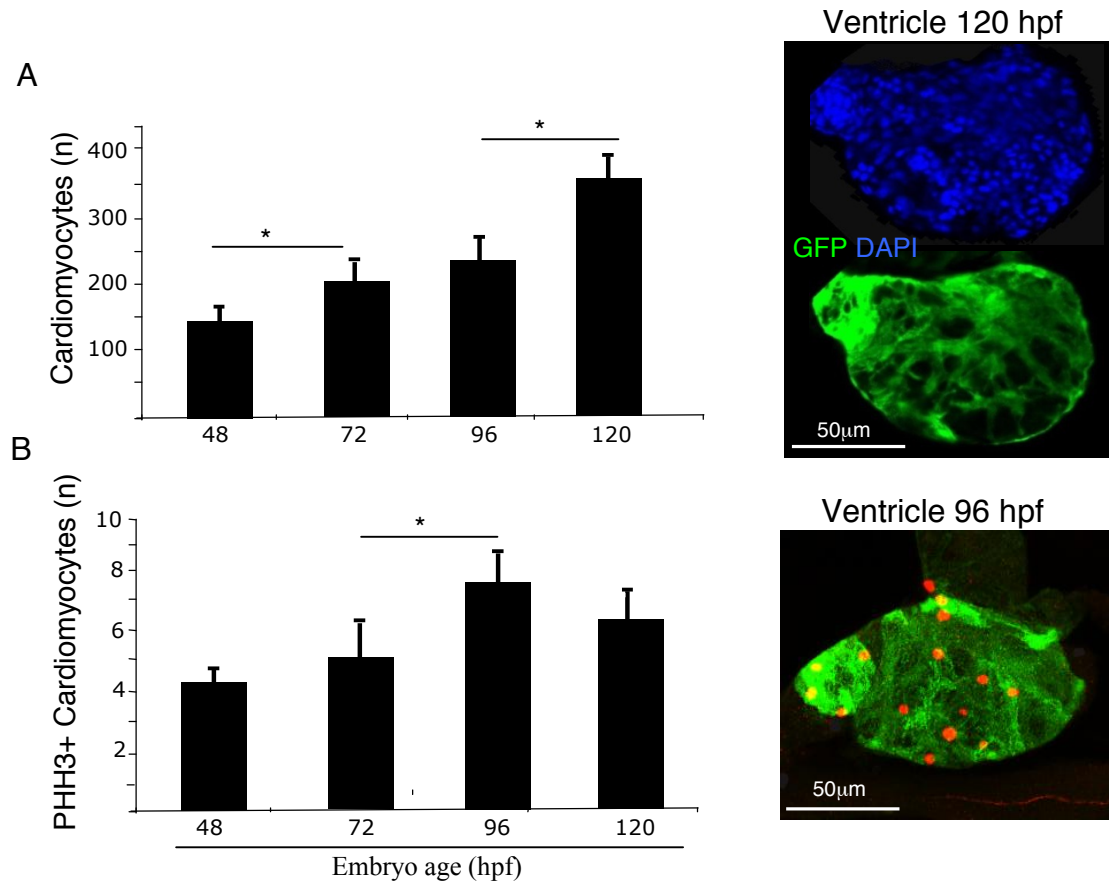 Ventricle 120 hpf
A
Cardiomyocytes (n)
400
300
200
100
*
*
48 72 96 120
GFP DAPI
50μm
B
PHH3+ Cardiomyocytes (n)
10
8
6
4
2
*
48 72 96 120
Embryo age (hpf)
Ventricle 96 hpf
50μm